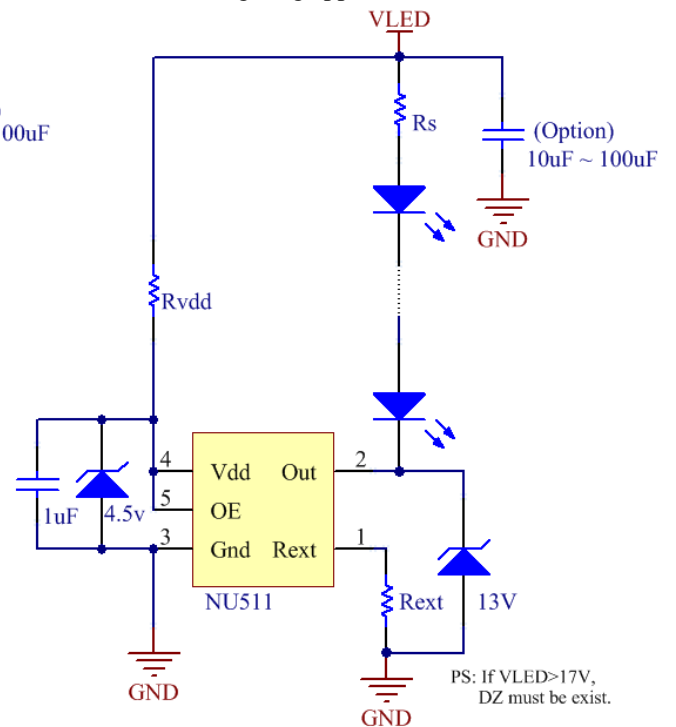 VLED
Rs
(Option)
10uF ~ 100uF
00uF
GND
Rvdd
1uF
4.5v
4
5
3
Vdd
OE
Gnd
Out
Rext
2
1
NU511
Rext
13V
GND
GND
PS: If VLED>17V,
DZ must be exist.